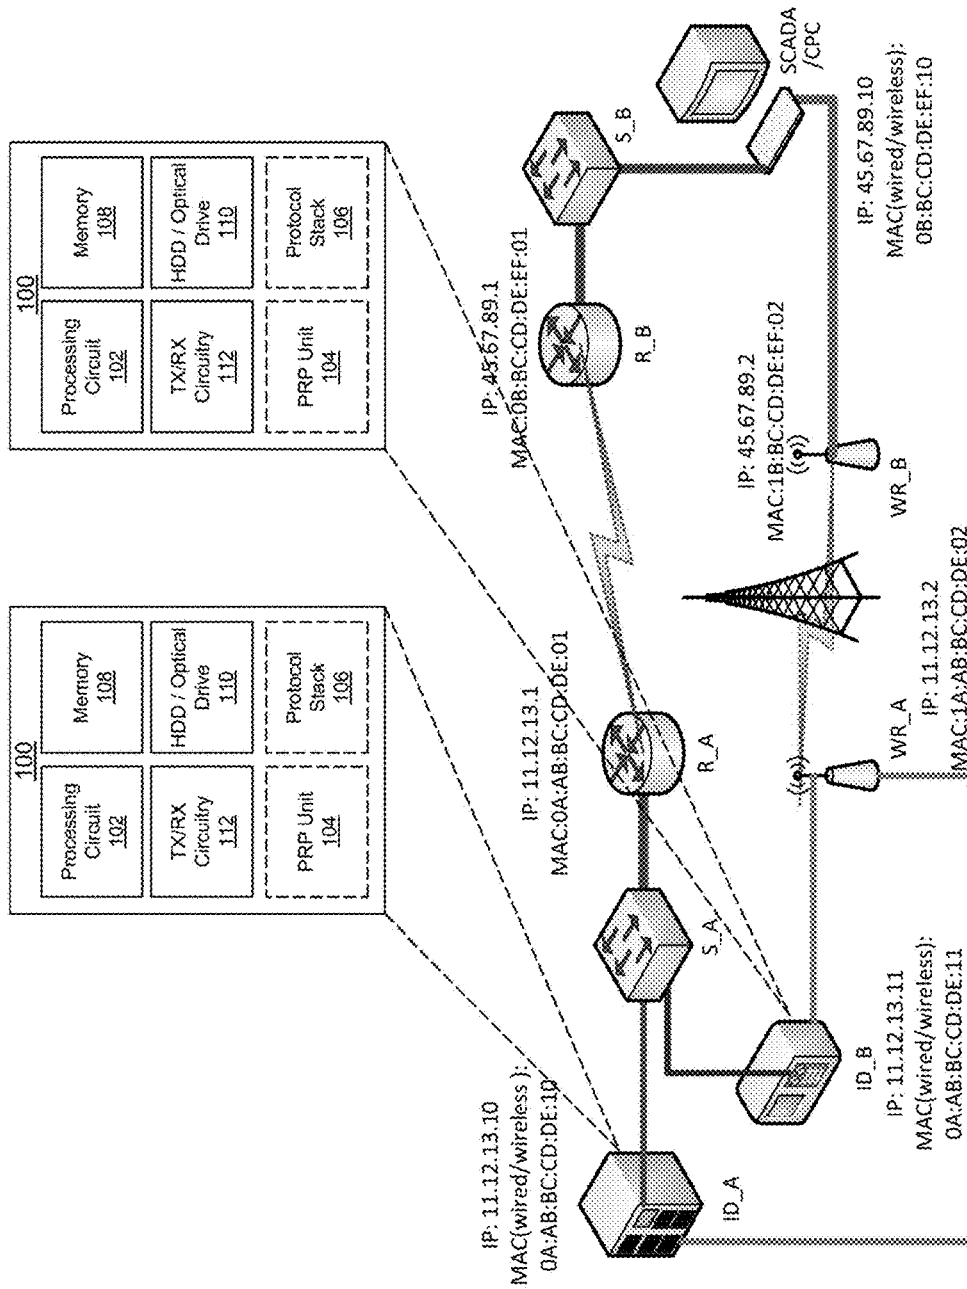 100
Processing
Circuit
102
Memory
108
TX/RX
Circuitry
112
HDD / Optical
Drive
110
PRP Unit
104
Protocol
Stack
106
100
Processing
Circuit
102
Memory
108
TX/RX
Circuitry
112
HDD / Optical
Drive
110
PRP Unit
104
Protocol
Stack
106
IP: 11.12.13.10
MAC(wired/wireless ):
0A:AB:BC:CD:DE:10
ID_A
IP: 11.12.13.1
MAC:0A:AB:BC:CD:DE:01
S_A
R_A
IP: 45.67.89.1
MAC:0B:BC:CD:DE:EF:01
R_B
S_B
SCADA
/CPC
IP: 45.67.89.10
MAC(wired/wireless):
0B:BC:CD:DE:EF:10
IP: 45.67.89.2
MAC:1B:BC:CD:DE:EF:02
WR_B
WR_A
IP: 11.12.13.2
MAC:1A:AB:BC:CD:DE:02
ID_B
IP: 11.12.13.11
MAC(wired/wireless):
0A:AB:BC:CD:DE:11